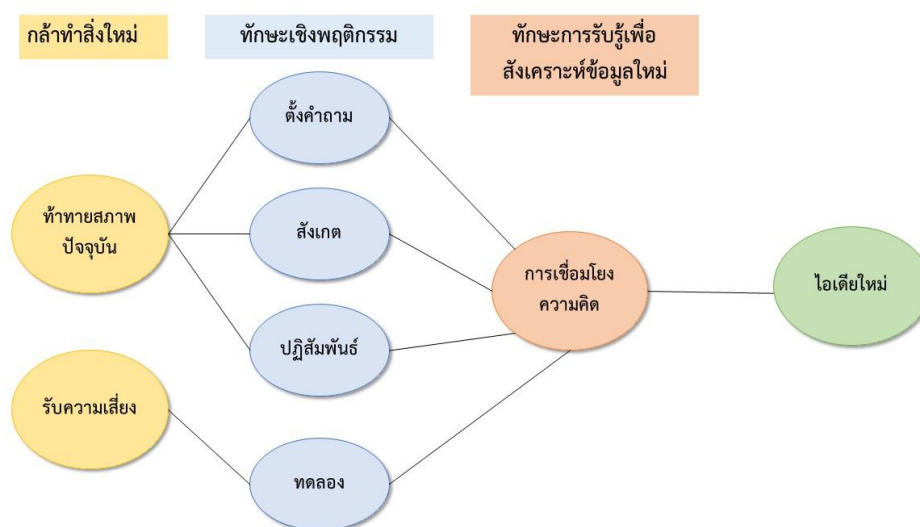 กล้าทำสิ่งใหม่
ทักษะเชิงพฤติกรรม
ทักษะการรับรู้เพื่อ
สังเคราะห์ข้อมูลใหม่
ตั้งคำถาม
ท้าทายสภาพ
ปัจจุบัน
สังเกต
การเชื่อมโยง
ความคิด
ไอเดียใหม่
ปฏิสัมพันธ์
รับความเสี่ยง
ทดลอง